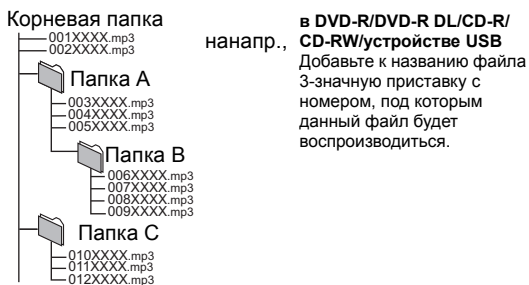 Корневая папка
001XXXX.mp3
002XXXX.mp3
Папка A
003XXXX.mp3
004XXXX.mp3
005XXXX.mp3
Папка B
006XXXX.mp3
007XXXX.mp3
008XXXX.mp3
009XXXX.mp3
Папка C
010XXXX.mp3
011XXXX.mp3
012XXXX.mp3
нанапр.,
в DVD-R/DVD-R DL/CD-R/
CD-RW/устройстве USB
Добавьте к названию файла
3-значную приставку с
номером, под которым
данный файл будет
воспроизводиться.